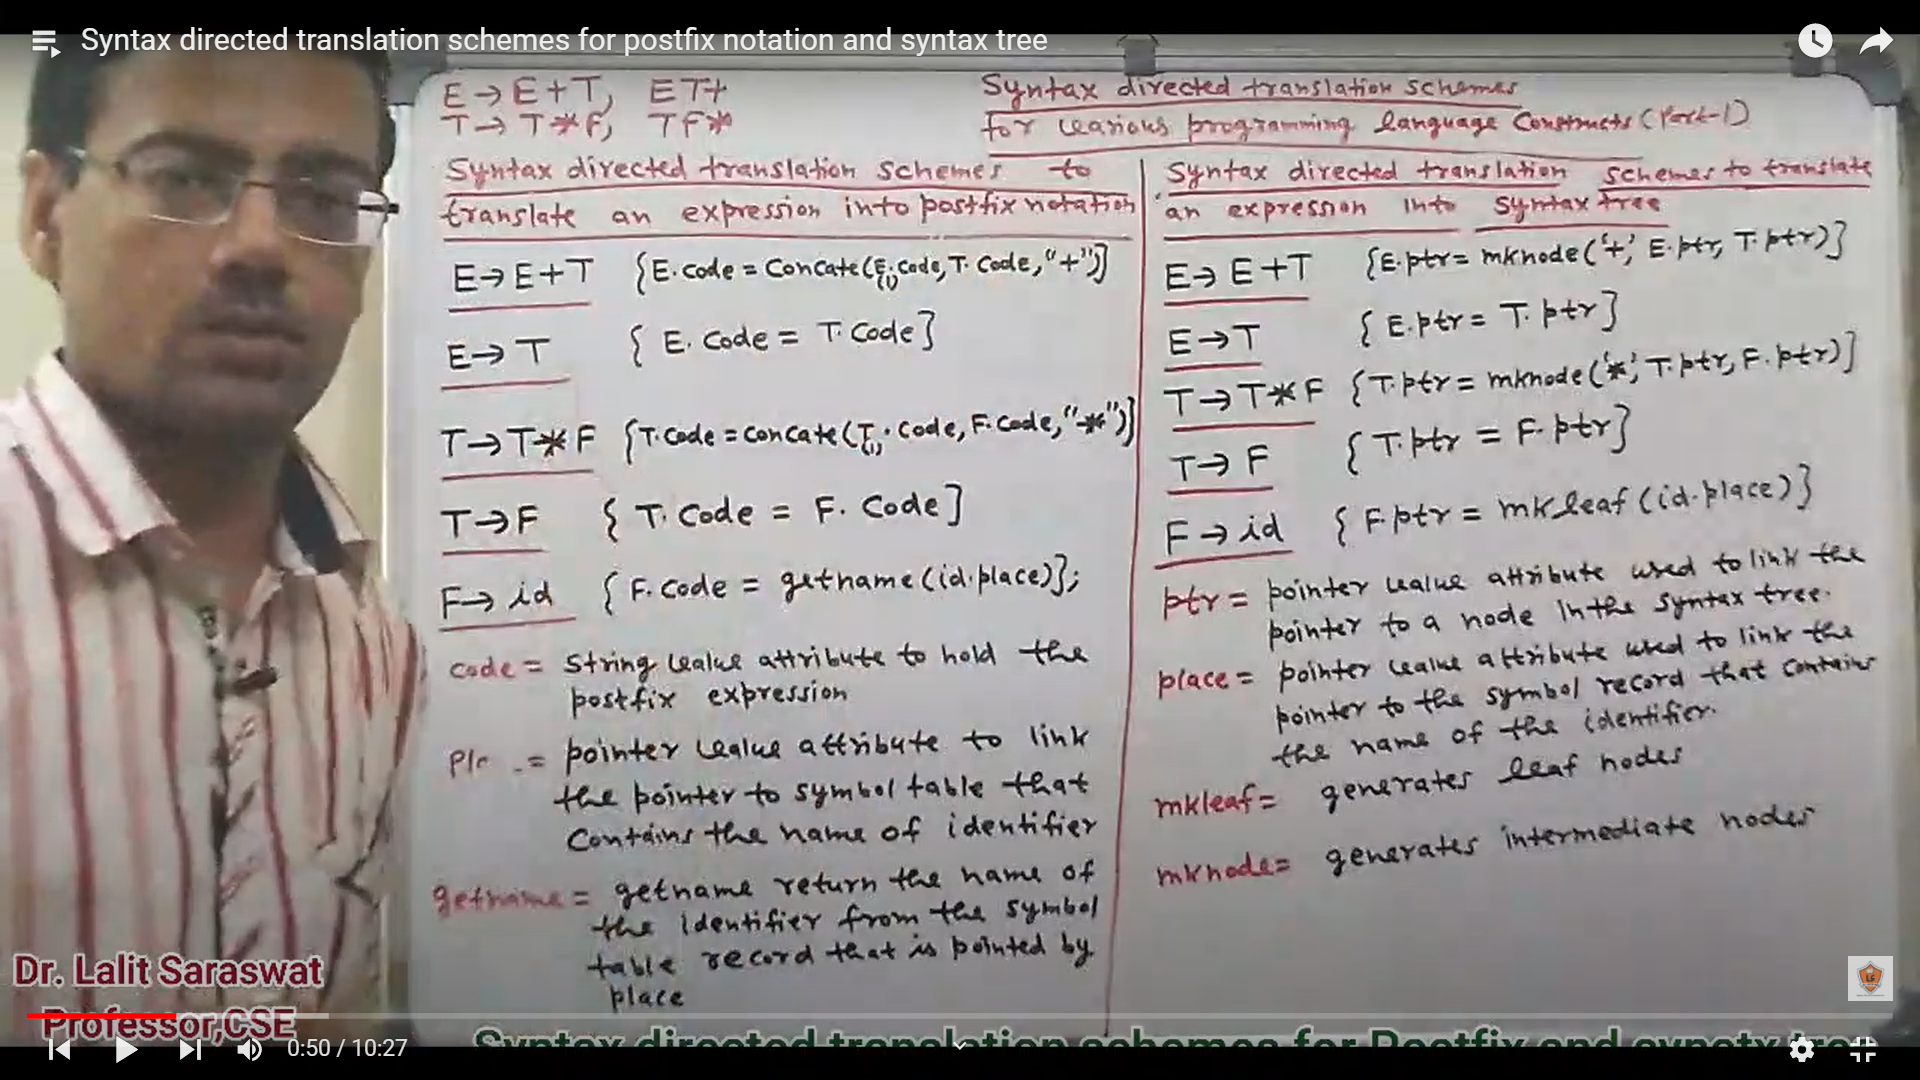 Syntax directed translation schemes for postfix notation and syntax tree
E → E + T, ET+
T → T * F, TF*
Syntax directed translation schemes
for various programming language constructs (Part-1)
Syntax directed translation schemes to
translate an expression into postfix notation
E → E + T {E.code = Concate(E(1).code, T.code, "+")}
E → T { E.code = T.code }
T → T * F {T.code = concate(T(1).code, F.code, "*")}
T → F { T.code = F.code }
F → id { F.code = getname(id.place)};
code = string value attribute to hold the
postfix expression
= pointer value attribute to link
the pointer to symbol table that
contains the name of identifier
getname = getname return the name of
the identifier from the symbol
table record that is pointed by
place
Syntax directed translation schemes to translate
an expression into syntax tree
E → E + T {E.ptr = mknode('+', E.ptr, T.ptr)}
E → T { E.ptr = T.ptr }
T → T * F {T.ptr = mknode('*', T.ptr, F.ptr)}
T → F { T.ptr = F.ptr }
F → id { F.ptr = mkleaf(id.place) }
ptr = pointer value attribute used to link the
pointer to a node in the syntax tree.
place = pointer value attribute used to link the
pointer to the symbol record that contains
the name of the identifier.
mkleaf = generates leaf nodes
mknode = generates intermediate nodes
Dr. Lalit Saraswat
Professor,CSE
Syntax directed translation schemes for Postfix and
0:50 / 10:27